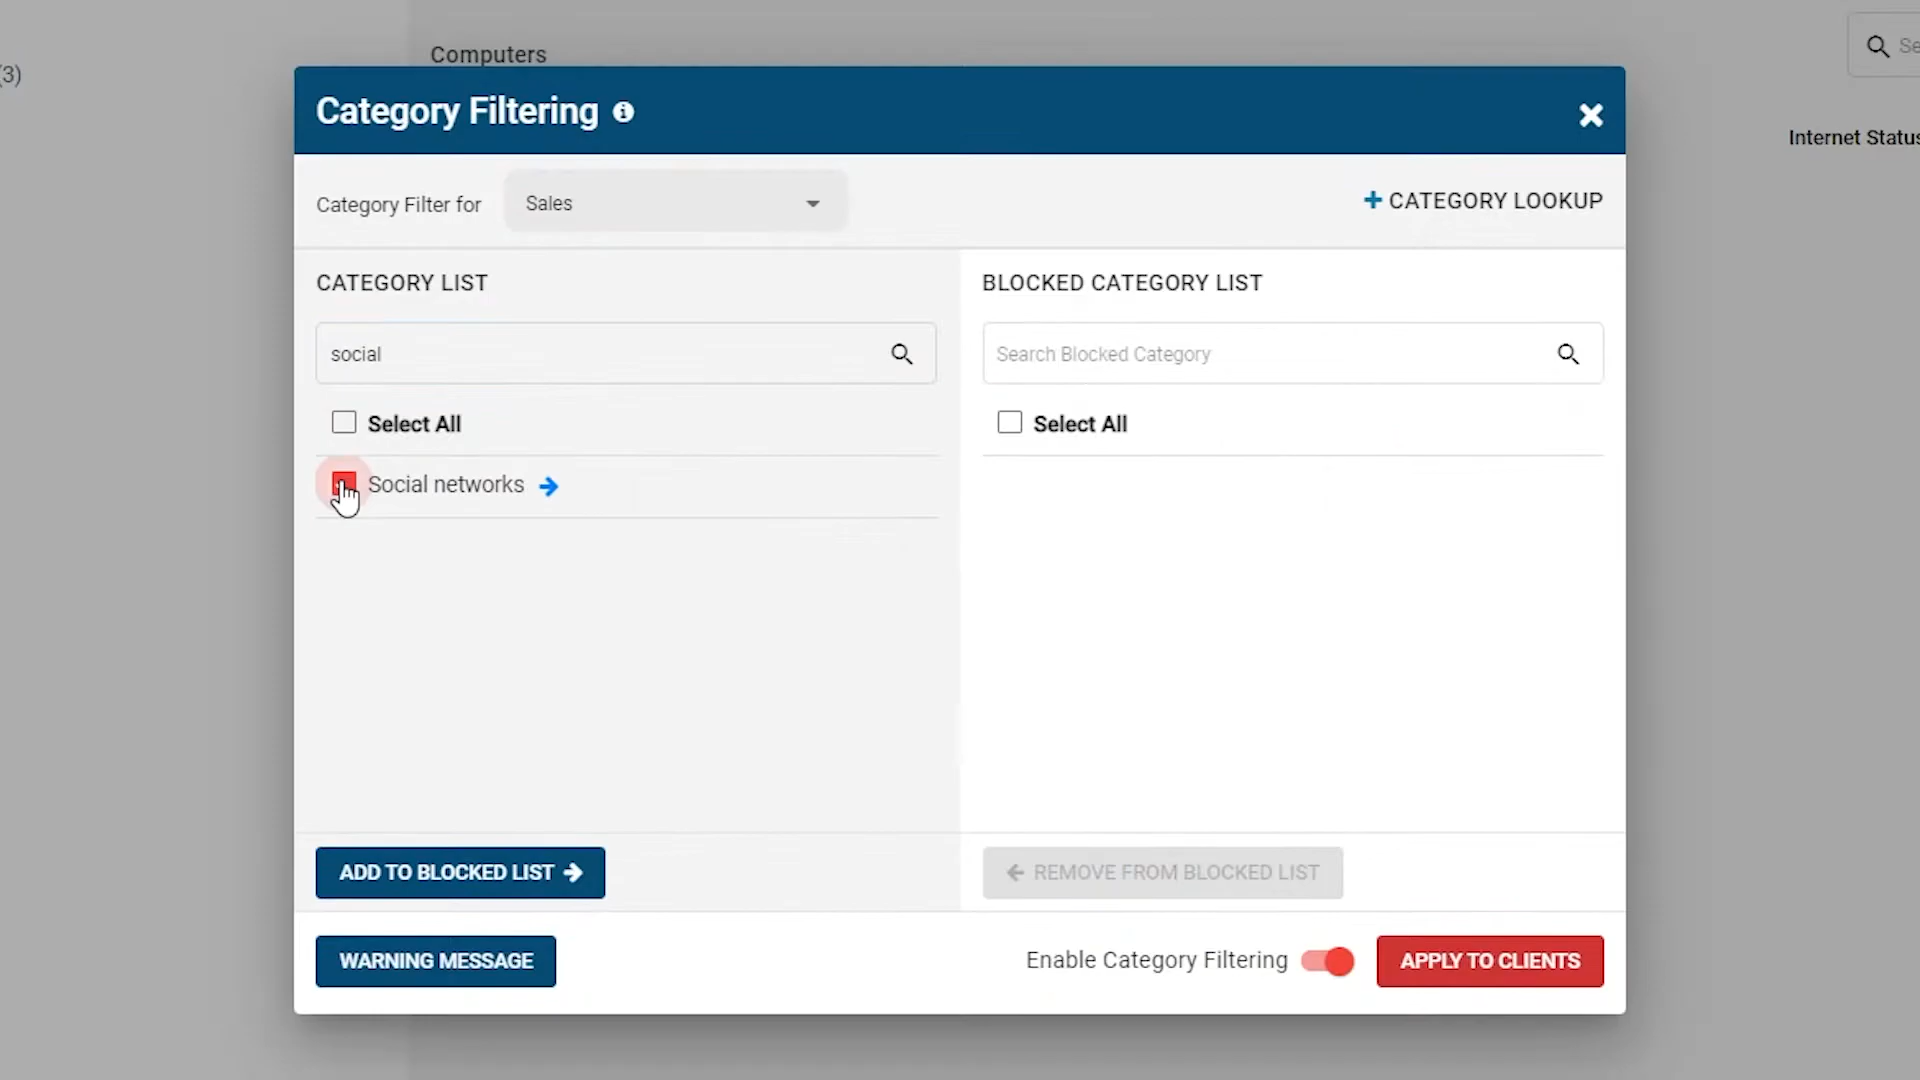 (3)
Computers
Se
Internet Status
Category Filtering
Category Filter for
Sales
CATEGORY LOOKUP
CATEGORY LIST
social
Select All
Social networks
ADD TO BLOCKED LIST
BLOCKED CATEGORY LIST
Search Blocked Category
Select All
REMOVE FROM BLOCKED LIST
WARNING MESSAGE
Enable Category Filtering
APPLY TO CLIENTS